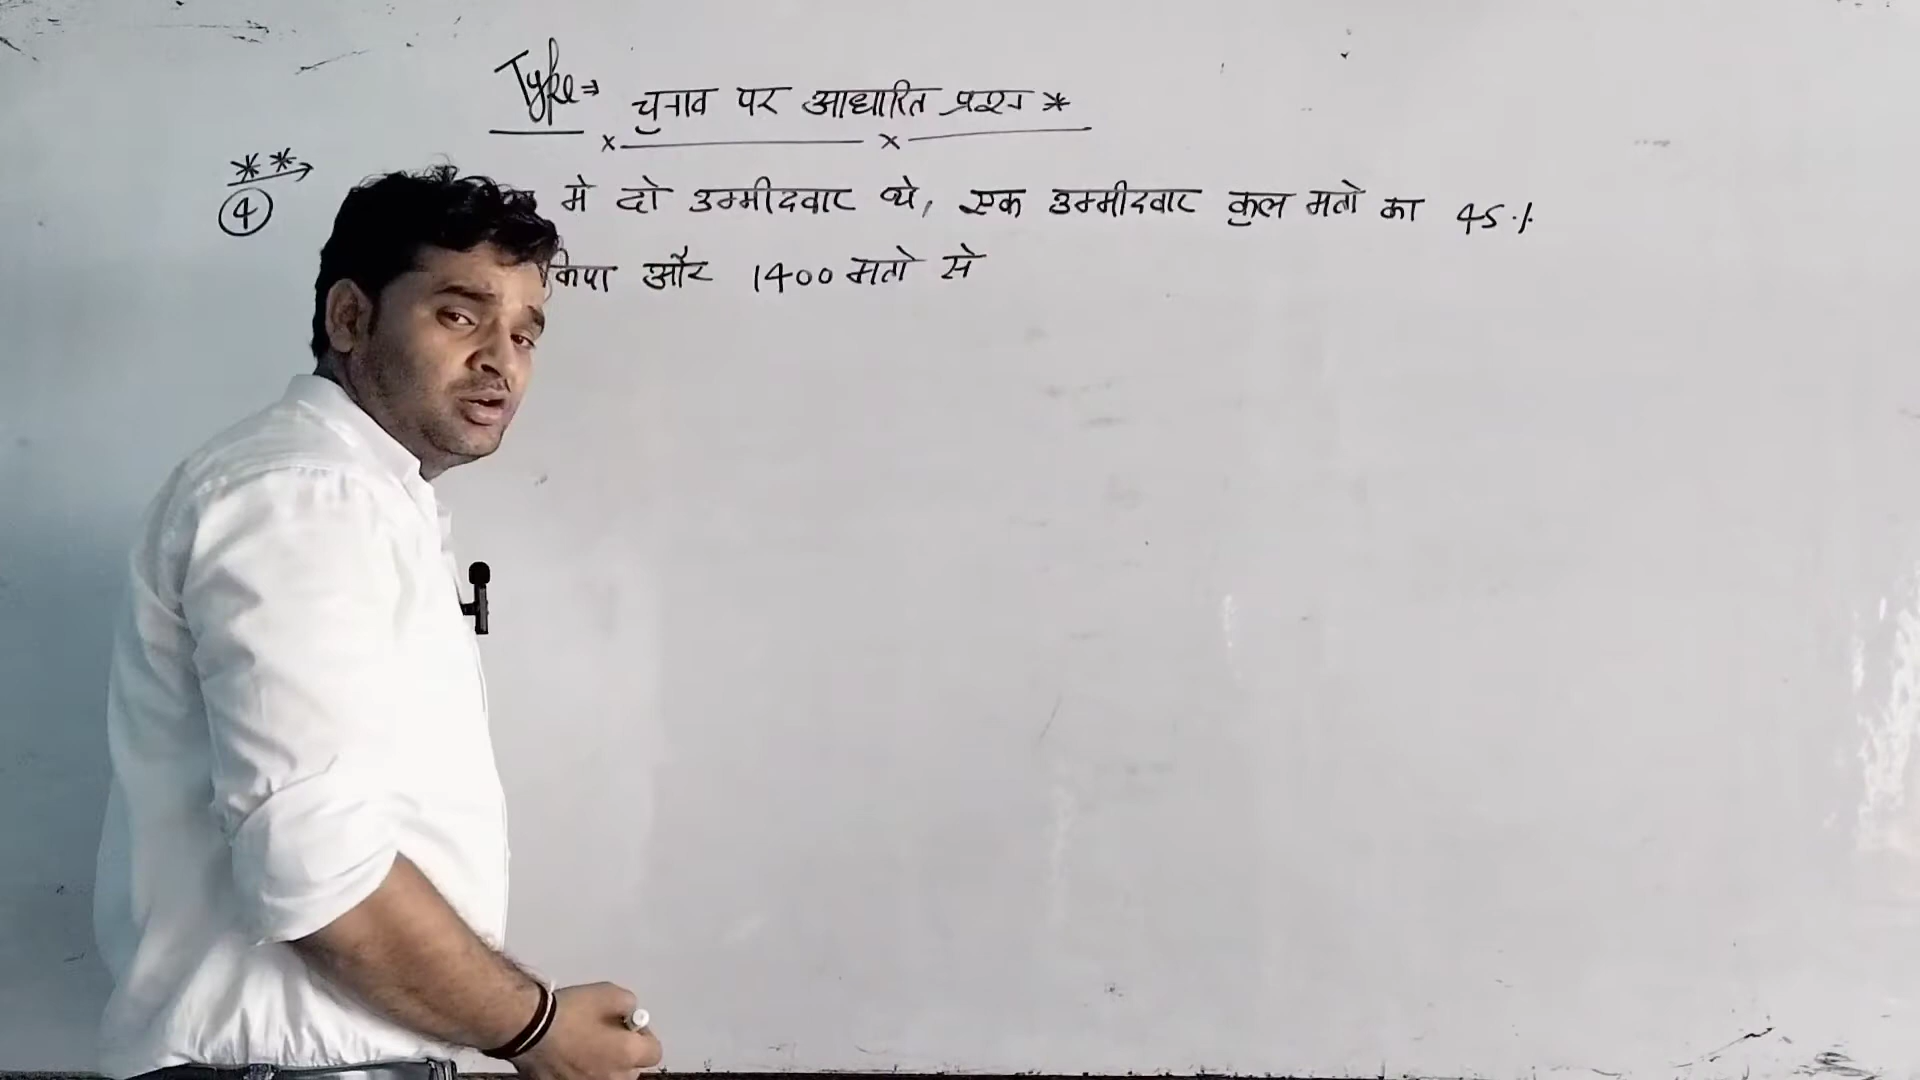 Type⇒ चुनाव पर आधारित प्रश्न *
** →
④ में दो उम्मीदवार थे, एक उम्मीदवार कुल मतो का 45%
किया और 1400 मतो से